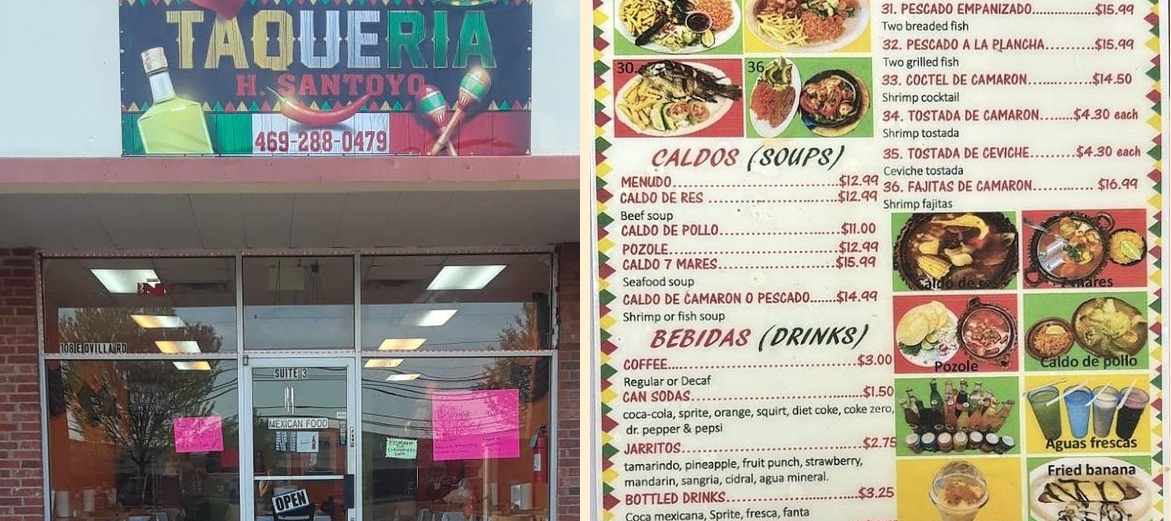 TAQUERIA
H. SANTOYO
469-288-0479
108 E OVILLA RD
SUITE 3
MEXICAN FOOD
OPEN
30.
36.
31. PESCADO EMPANIZADO..............$15.99
Two breaded fish
32. PESCADO A LA PLANCHA...........$15.99
Two grilled fish
33. COCTEL DE CAMARON..............$14.50
Shrimp cocktail
34. TOSTADA DE CAMARON.......$4.30 each
Shrimp tostada
35. TOSTADA DE CEVICHE.........$4.30 each
Ceviche tostada
36. FAJITAS DE CAMARON............. $16.99
Shrimp fajitas
CALDOS (SOUPS)
MENUDO..............................$12.99
CALDO DE RES .......................$12.99
Beef soup
CALDO DE POLLO......................$11.00
POZOLE..............................$12.99
CALDO 7 MARES.......................$15.99
Seafood soup
CALDO DE CAMARON O PESCADO.......$14.99
Shrimp or fish soup
BEBIDAS (DRINKS)
COFFEE..............................$3.00
Regular or Decaf
CAN SODAS...........................$1.50
coca-cola, sprite, orange, squirt, diet coke, coke zero,
dr. pepper & pepsi
JARRITOS............................$2.75
tamarindo, pineapple, fruit punch, strawberry,
mandarin, sangria, cidral, agua mineral.
BOTTLED DRINKS......................$3.25
Coca mexicana, Sprite, fresca, fanta
Caldo de res
7 mares
Pozole
Caldo de pollo
Aguas frescas
Fried banana